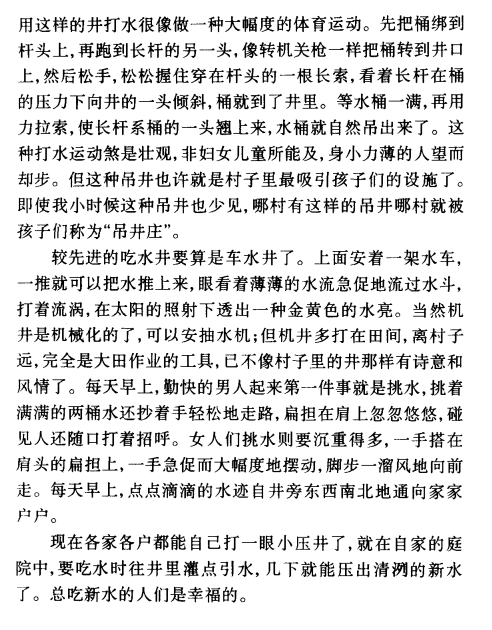 用这样的井打水很像做一种大幅度的体育运动。先把桶绑到
杆头上,再跑到长杆的另一头,像转机关枪一样把桶转到井口
上,然后松手,松松握住穿在杆头的一根长索,看着长杆在桶
的压力下向井的一头倾斜,桶就到了井里。等水桶一满,再用
力拉索,使长杆系桶的一头翘上来,水桶就自然吊出来了。这
种打水运动煞是壮观,非妇女儿童所能及,身小力薄的人望而
却步。但这种吊井也许就是村子里最吸引孩子们的设施了。
即使我小时候这种吊井也少见,哪村有这样的吊井哪村就被
孩子们称为“吊井庄”。
较先进的吃水井要算是车水井了。上面安着一架水车,
一推就可以把水推上来,眼看着薄薄的水流急促地流过水斗,
打着流涡,在太阳的照射下透出一种金黄色的水亮。当然机
井是机械化的了,可以安抽水机;但机井多打在田间,离村子
远,完全是大田作业的工具,已不像村子里的井那样有诗意和
风情了。每天早上,勤快的男人起来第一件事就是挑水,挑着
满满的两桶水还抄着手轻松地走路,扁担在肩上忽忽悠悠,碰
见人还随口打着招呼。女人们挑水则要沉重得多,一手搭在
肩头的扁担上,一手急促而大幅度地摆动,脚步一溜风地向前
走。每天早上,点点滴滴的水迹自井旁东西南北地通向家家
户户。
现在各家各户都能自己打一眼小压井了,就在自家的庭
院中,要吃水时往井里灌点引水,几下就能压出清洌的新水
了。总吃新水的人们是幸福的。